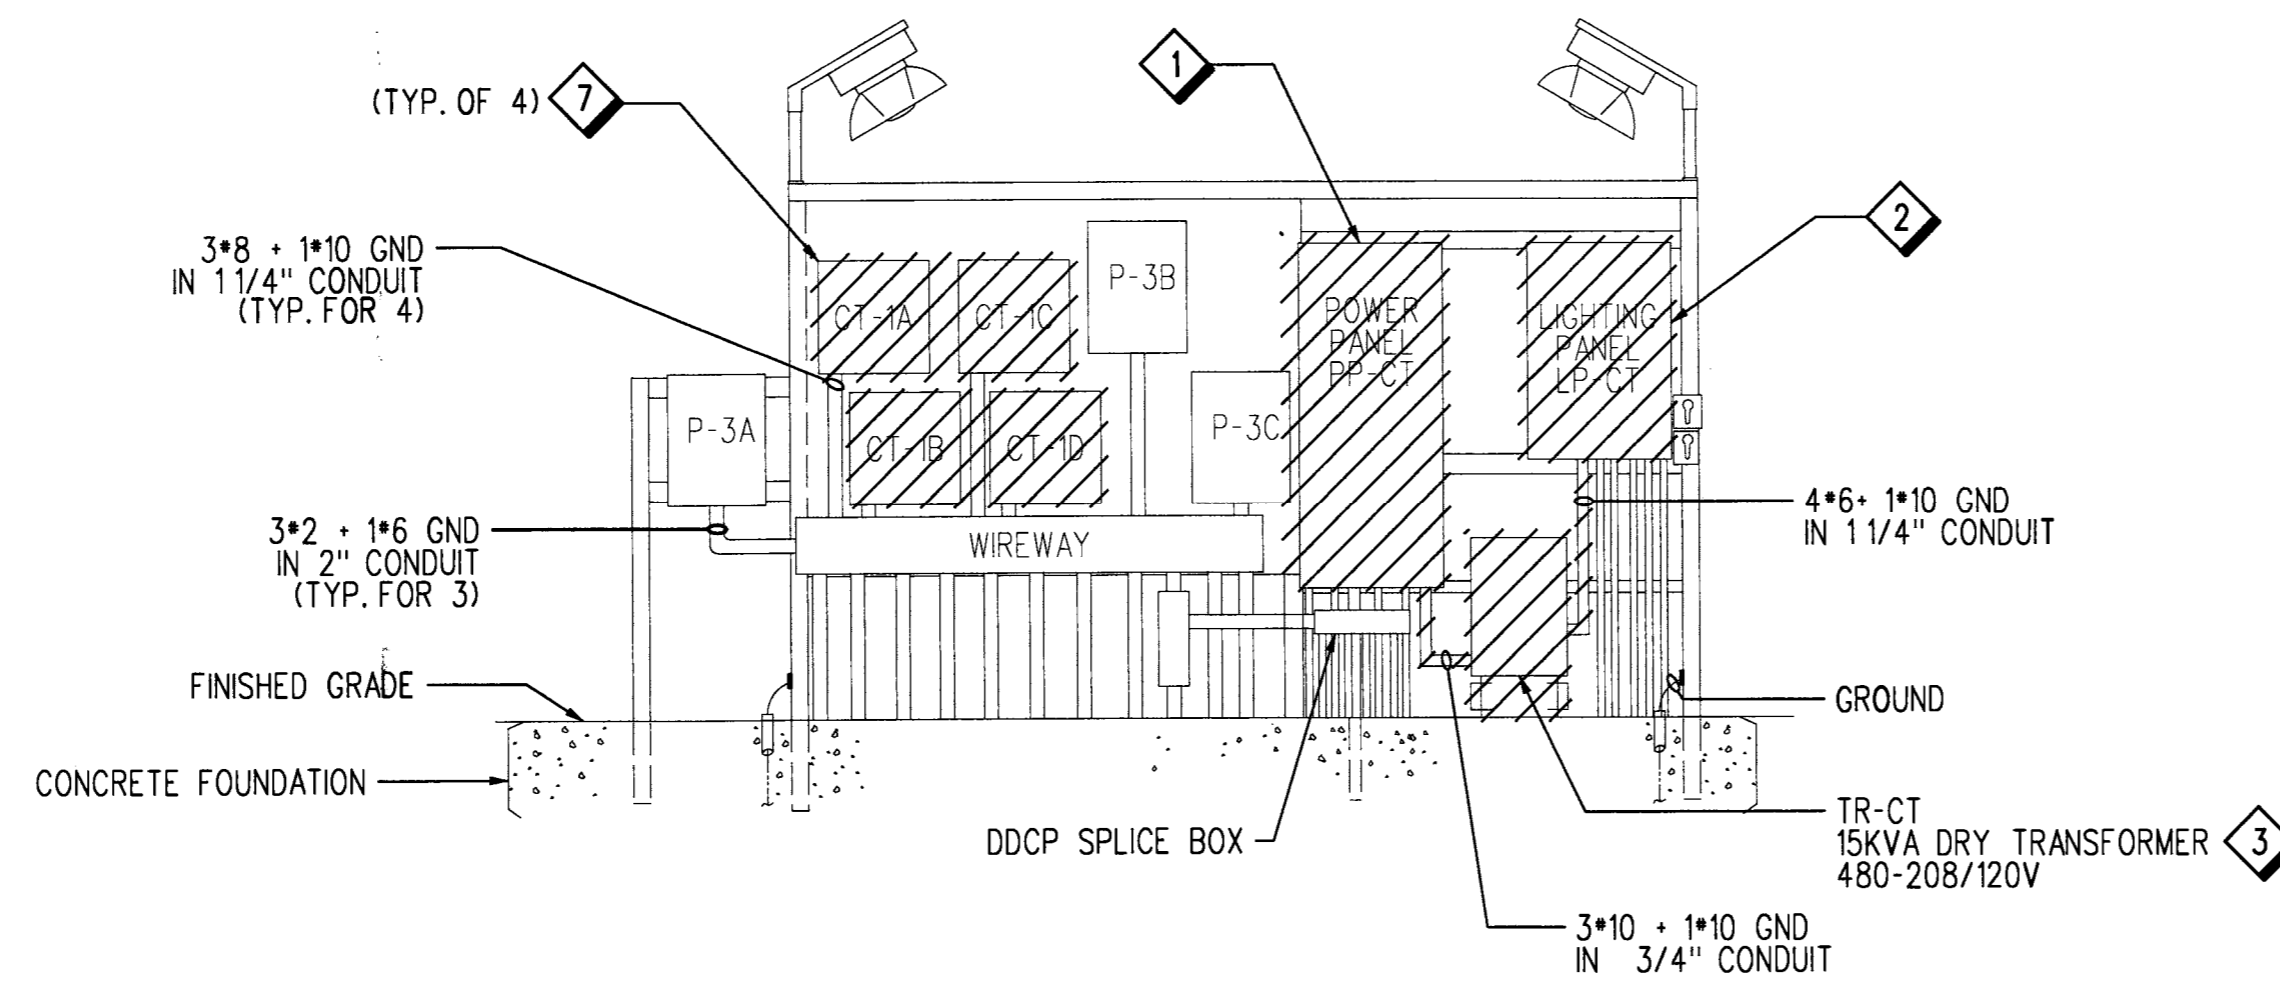 (TYP. OF 4)
7
1
2
3#8 + 1#10 GND
IN 1 1/4" CONDUIT
(TYP. FOR 4)
CT-1A
CT-1C
P-3B
POWER
PANEL
PP-CT
LIGHTING
PANEL
LP-CT
P-3A
CT-1B
CT-1D
P-3C
3#2 + 1#6 GND
IN 2" CONDUIT
(TYP. FOR 3)
WIREWAY
4#6+ 1#10 GND
IN 1 1/4" CONDUIT
FINISHED GRADE
GROUND
CONCRETE FOUNDATION
DDCP SPLICE BOX
TR-CT
15KVA DRY TRANSFORMER
480-208/120V
3
3#10 + 1#10 GND
IN 3/4" CONDUIT